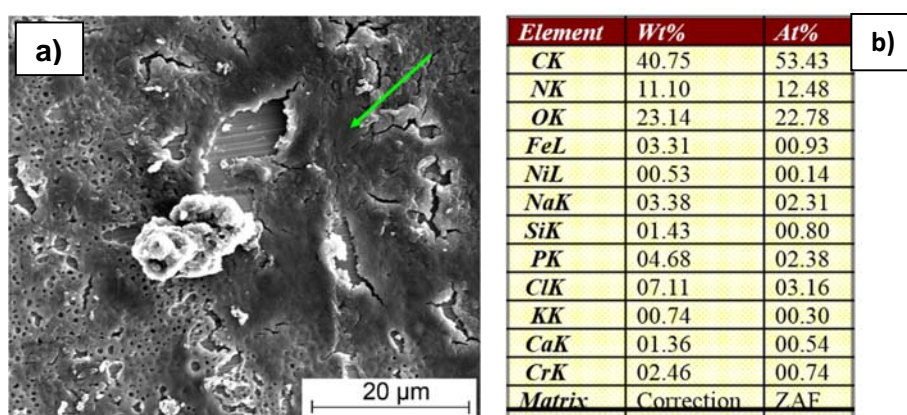 a)
20 µm
b)
Element Wt% At%
CK 40.75 53.43
NK 11.10 12.48
OK 23.14 22.78
FeL 03.31 00.93
NiL 00.53 00.14
NaK 03.38 02.31
SiK 01.43 00.80
PK 04.68 02.38
ClK 07.11 03.16
KK 00.74 00.30
CaK 01.36 00.54
CrK 02.46 00.74
Matrix Correction ZAF